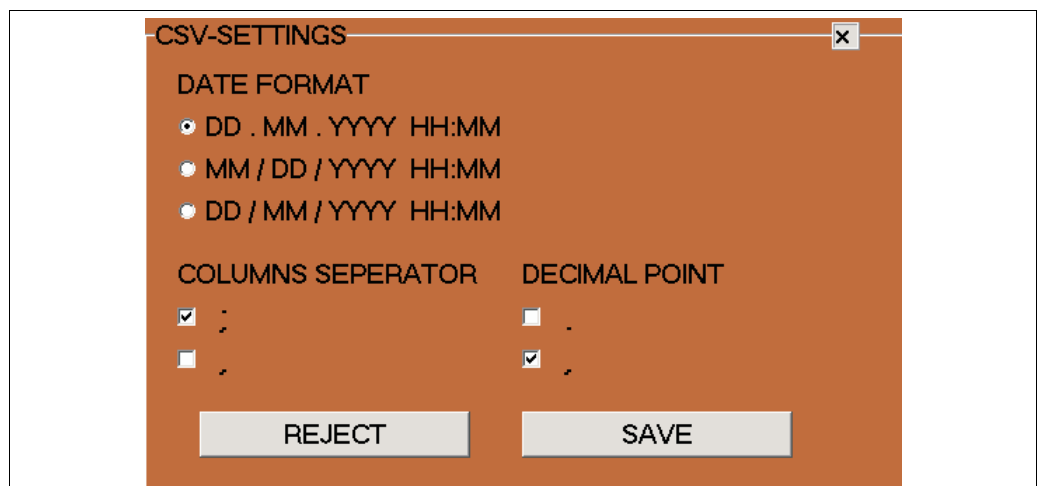 CSV-SETTINGS
DATE FORMAT
DD . MM . YYYY HH:MM
MM / DD / YYYY HH:MM
DD / MM / YYYY HH:MM
COLUMNS SEPERATOR DECIMAL POINT
; .
, ,
REJECT SAVE